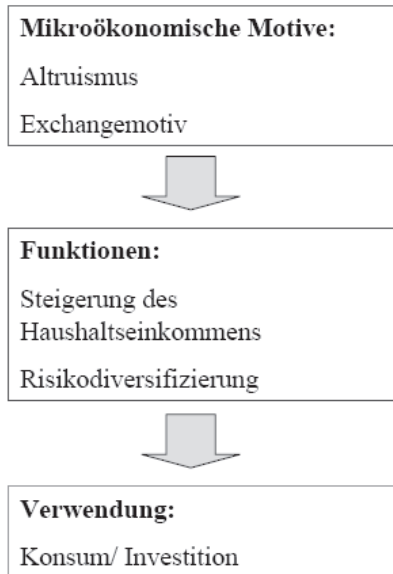 Mikroökonomische Motive:
Altruismus
Exchangemotiv
Funktionen:
Steigerung des
Haushaltseinkommens
Risikodiversifizierung
Verwendung:
Konsum/ Investition